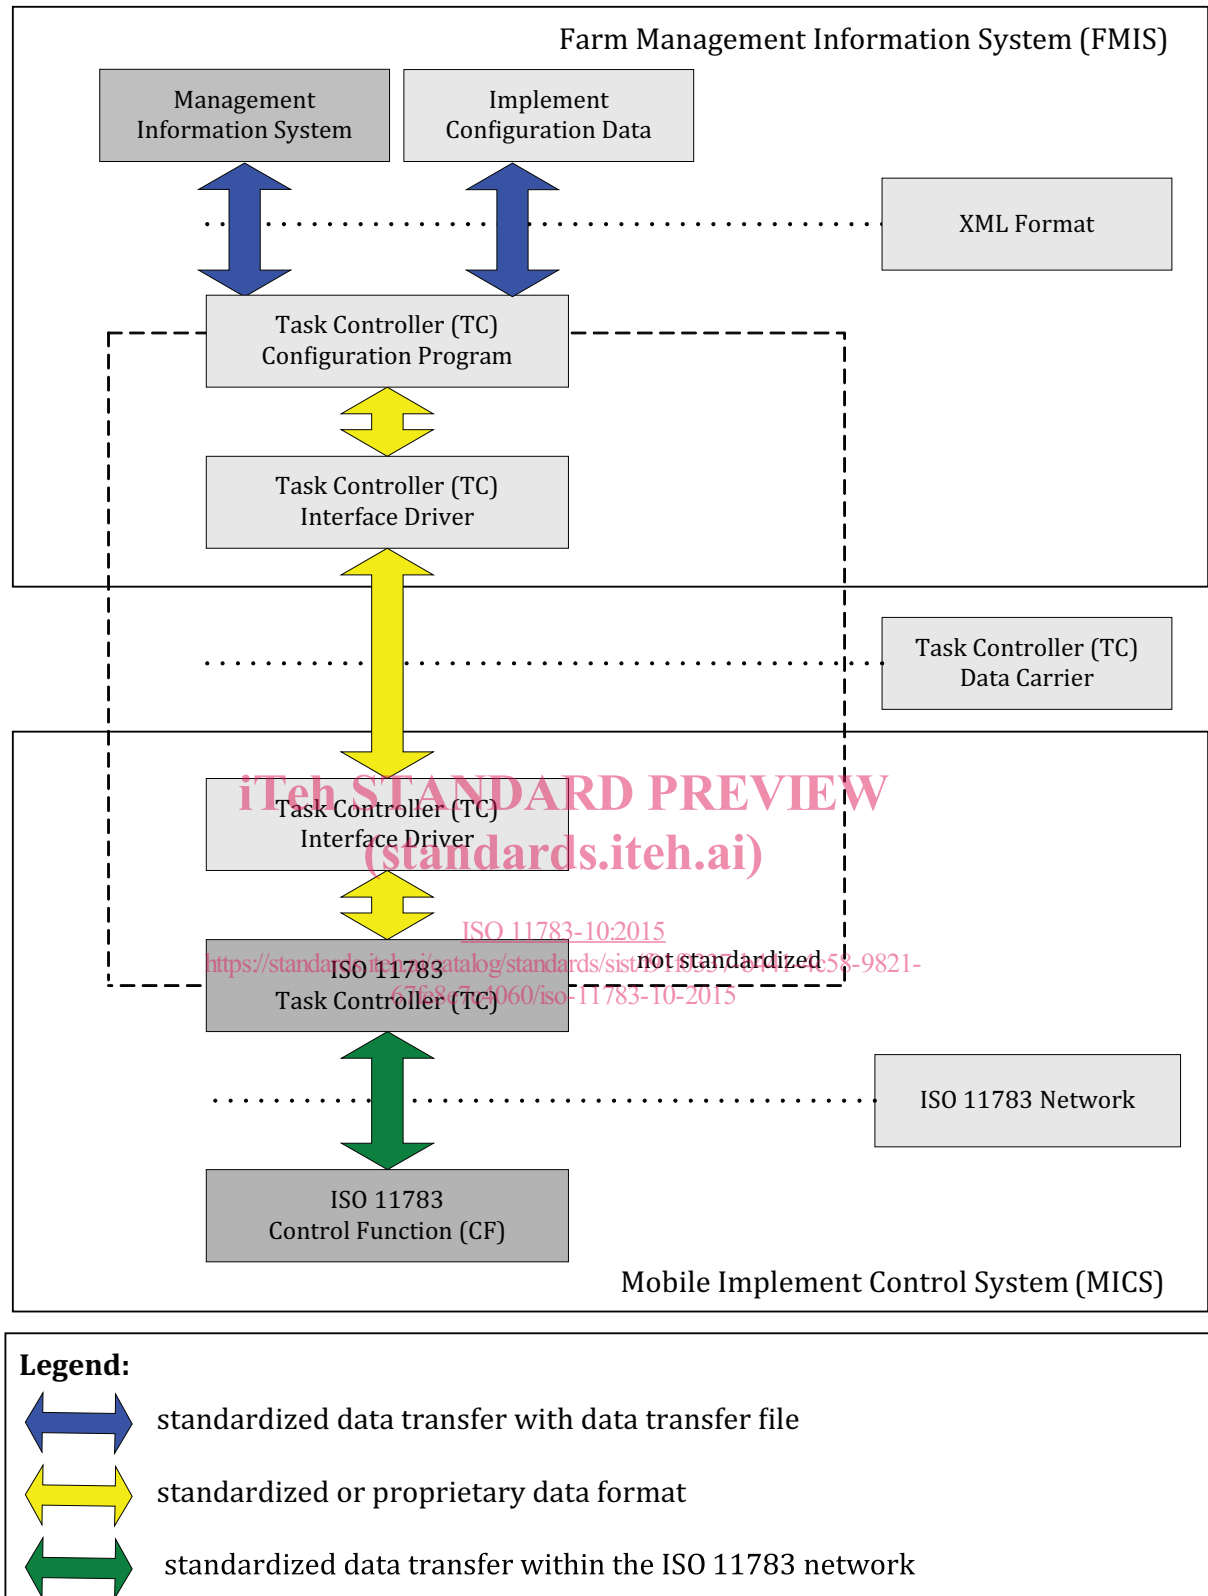 Farm Management Information System (FMIS)
Management
Information System
Implement
Configuration Data
XML Format
Task Controller (TC)
Configuration Program
Task Controller (TC)
Interface Driver
Task Controller (TC)
Data Carrier
iTeh STANDARD PREVIEW
Task Controller (TC)
Interface Driver
(standards.iteh.ai)
ISO 11783-10:2015
not standardized
ISO 11783
Task Controller (TC)
ISO 11783 Network
ISO 11783
Control Function (CF)
Mobile Implement Control System (MICS)
Legend:
standardized data transfer with data transfer file
standardized or proprietary data format
standardized data transfer within the ISO 11783 network